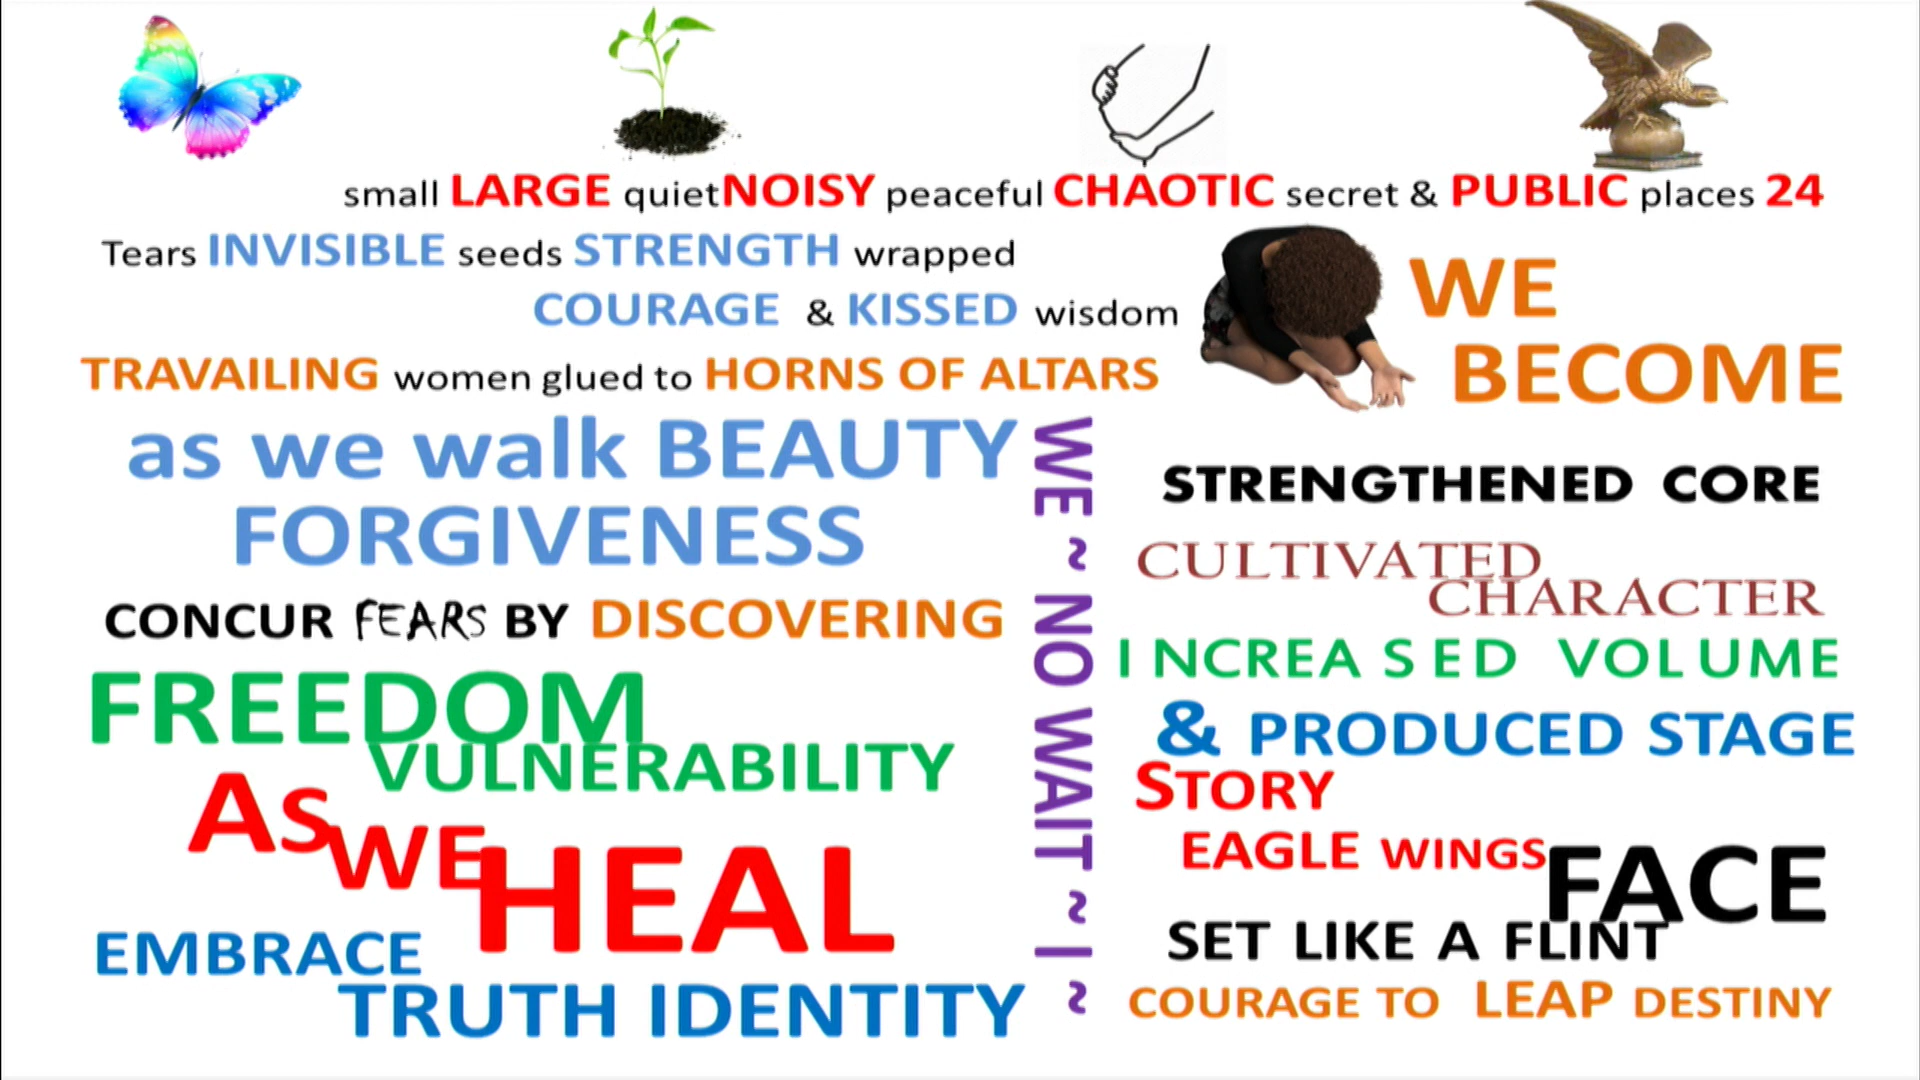 small LARGE quiet NOISY peaceful CHAOTIC secret & PUBLIC places 24
Tears INVISIBLE seeds STRENGTH wrapped
COURAGE & KISSED wisdom
TRAVAILING women glued to HORNS OF ALTARS
as we walk BEAUTY
FORGIVENESS
CONCUR FEARS BY DISCOVERING
FREEDOM
VULNERABILITY
AS
WE
HEAL
EMBRACE
TRUTH IDENTITY
WE ~ NO WAIT ~ I ~
WE
BECOME
STRENGTHENED CORE
CULTIVATED
CHARACTER
INCREASED VOLUME
& PRODUCED STAGE
STORY
EAGLE WINGS
FACE
SET LIKE A FLINT
COURAGE TO LEAP DESTINY